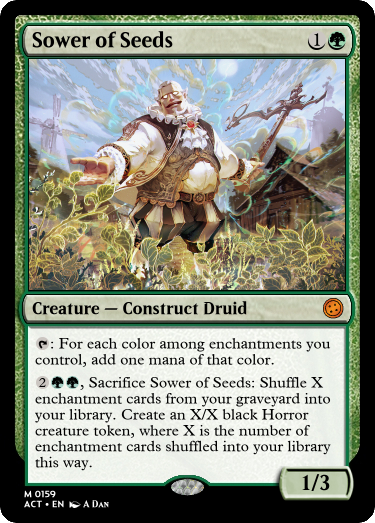 Sower of Seeds 1
Creature — Construct Druid
: For each color among enchantments you
control, add one mana of that color.
2, Sacrifice Sower of Seeds: Shuffle X
enchantment cards from your graveyard into
your library. Create an X/X black Horror
creature token, where X is the number of
enchantment cards shuffled into your library
this way.
1/3
M 0159
ACT • EN A Dan